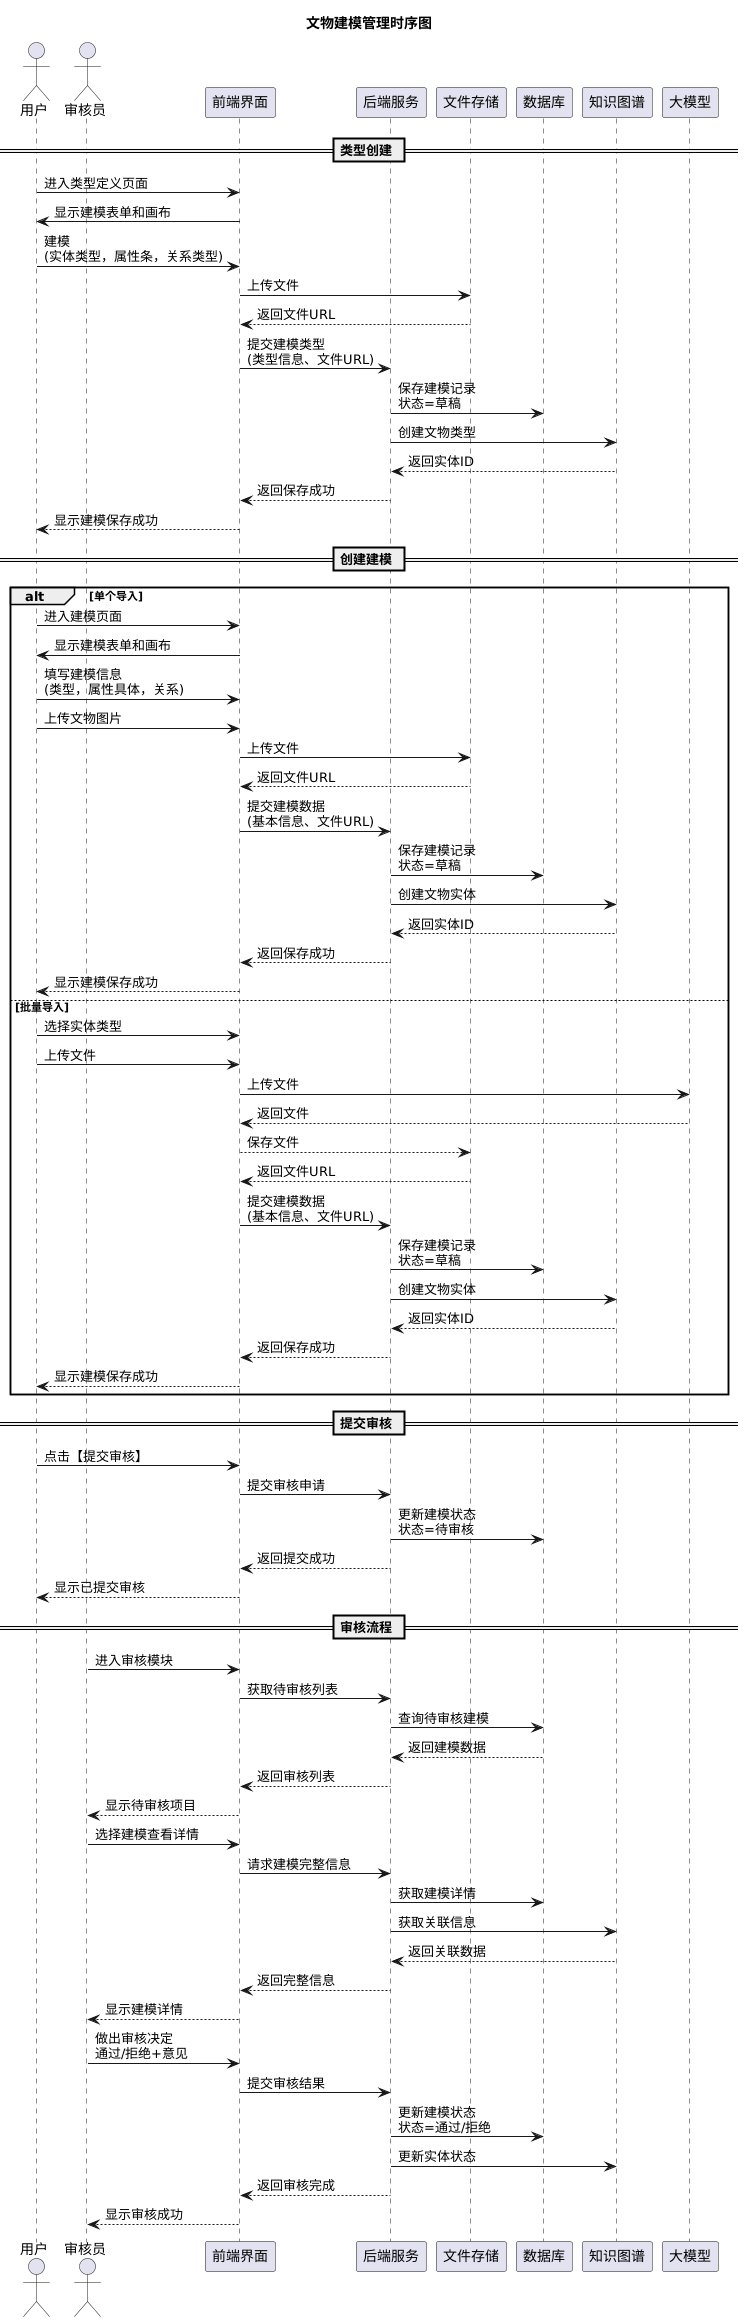 文物建模管理时序图
用户
审核员
前端界面
后端服务
文件存储
数据库
知识图谱
大模型
类型创建
进入类型定义页面
显示建模表单和画布
建模
(实体类型，属性条，关系类型)
上传文件
返回文件URL
提交建模类型
(类型信息、文件URL)
保存建模记录
状态=草稿
创建文物类型
返回实体ID
返回保存成功
显示建模保存成功
创建建模
alt
[单个导入]
进入建模页面
显示建模表单和画布
填写建模信息
(类型，属性具体，关系)
上传文物图片
上传文件
返回文件URL
提交建模数据
(基本信息、文件URL)
保存建模记录
状态=草稿
创建文物实体
返回实体ID
返回保存成功
显示建模保存成功
[批量导入]
选择实体类型
上传文件
上传文件
返回文件
保存文件
返回文件URL
提交建模数据
(基本信息、文件URL)
保存建模记录
状态=草稿
创建文物实体
返回实体ID
返回保存成功
显示建模保存成功
提交审核
点击【提交审核】
提交审核申请
更新建模状态
状态=待审核
返回提交成功
显示已提交审核
审核流程
进入审核模块
获取待审核列表
查询待审核建模
返回建模数据
返回审核列表
显示待审核项目
选择建模查看详情
请求建模完整信息
获取建模详情
获取关联信息
返回关联数据
返回完整信息
显示建模详情
做出审核决定
通过/拒绝+意见
提交审核结果
更新建模状态
状态=通过/拒绝
更新实体状态
返回审核完成
显示审核成功
用户
审核员
前端界面
后端服务
文件存储
数据库
知识图谱
大模型